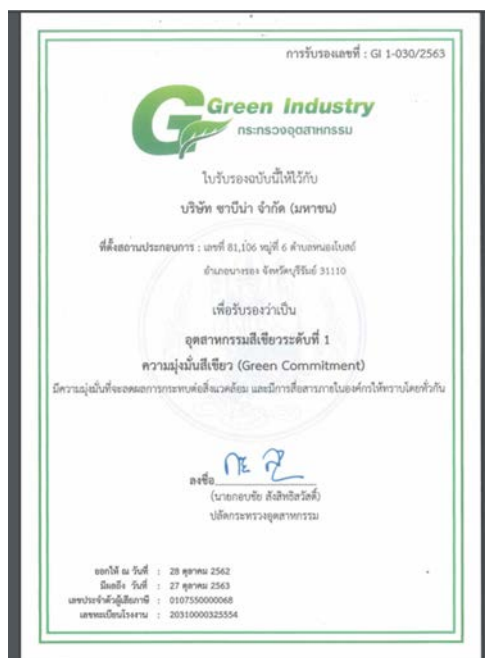 การรับรองเลขที่ : GI 1-030/2563
Green Industry
กระทรวงอุตสาหกรรม
ใบรับรองฉบับนี้ให้ไว้กับ
บริษัท ซาบีน่า จำกัด (มหาชน)
ที่ตั้งสถานประกอบการ : เลขที่ 81,106 หมู่ที่ 6 ตำบลหนองโบสถ์
อำเภอนางรอง จังหวัดบุรีรัมย์ 31110
เพื่อรับรองว่าเป็น
อุตสาหกรรมสีเขียวระดับที่ 1
ความมุ่งมั่นสีเขียว (Green Commitment)
มีความมุ่งมั่นที่จะลดผลกระทบต่อสิ่งแวดล้อม และมีการสื่อสารภายในองค์กรให้ทราบโดยทั่วกัน
ลงชื่อ
(นายกอบชัย สังสิทธิสวัสดิ์)
ปลัดกระทรวงอุตสาหกรรม
ออกให้ ณ วันที่ : 28 ตุลาคม 2562
มีผลถึง วันที่ : 27 ตุลาคม 2563
เลขประจำตัวผู้เสียภาษี : 0107550000068
เลขทะเบียนโรงงาน : 20310000325554